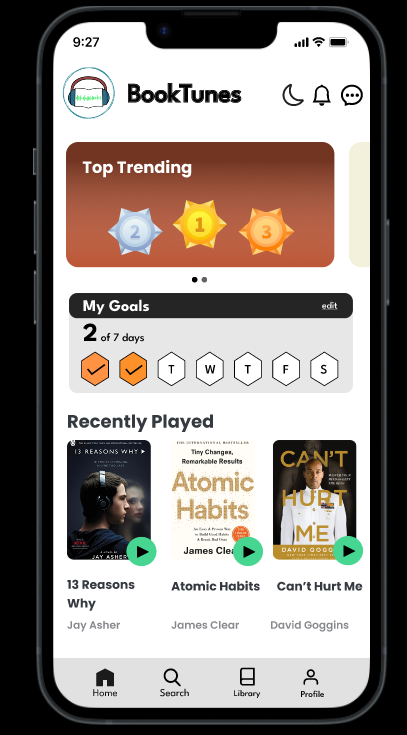 9:27
BookTunes
Top Trending
2 1 3
My Goals edit
2 of 7 days
T W T F S
Recently Played
13 REASONS WHY
THE INTERNATIONAL BESTSELLER
Tiny Changes,
Remarkable Results
Atomic
Habits
An Easy & Proven Way
to Build Good Habits
& Break Bad Ones
James Clear
CAN'T
HURT
ME
DAVID GOGGINS
JAY ASHER
13 Reasons
Why
Atomic Habits
Can't Hurt Me
Jay Asher
James Clear
David Goggins
Home
Search
Library
Profile